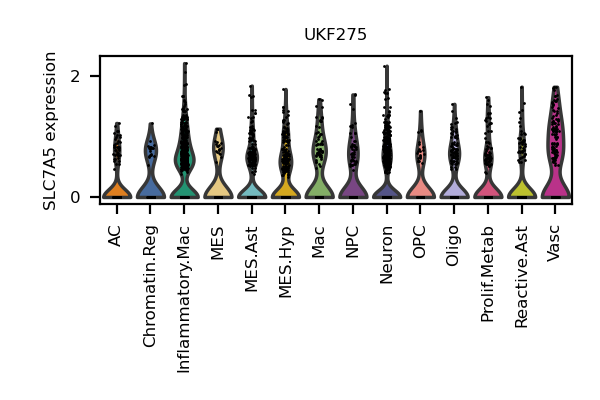 UKF275
SLC7A5 expression
2
0
AC
Chromatin.Reg
Inflammatory.Mac
MES
MES.Ast
MES.Hyp
Mac
NPC
Neuron
OPC
Oligo
Prolif.Metab
Reactive.Ast
Vasc